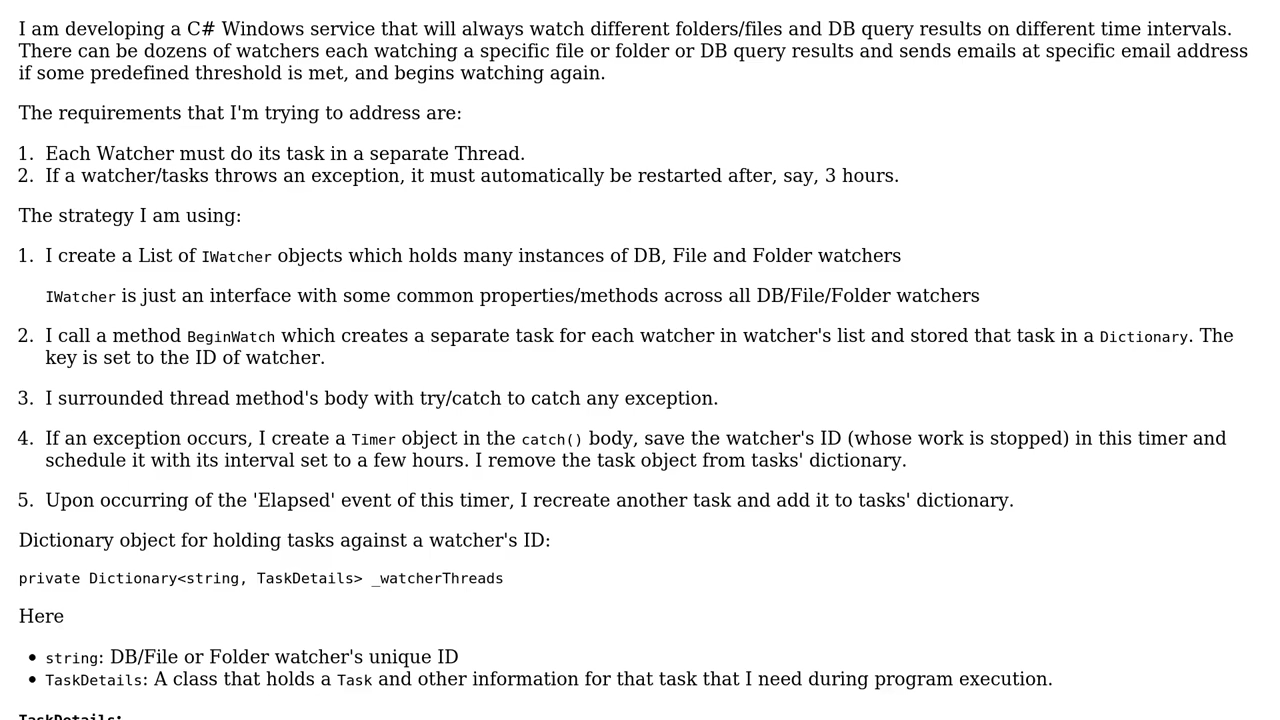 I am developing a C# Windows service that will always watch different folders/files and DB query results on different time intervals.
There can be dozens of watchers each watching a specific file or folder or DB query results and sends emails at specific email address
if some predefined threshold is met, and begins watching again.
The requirements that I'm trying to address are:
1. Each Watcher must do its task in a separate Thread.
2. If a watcher/tasks throws an exception, it must automatically be restarted after, say, 3 hours.
The strategy I am using:
1. I create a List of IWatcher objects which holds many instances of DB, File and Folder watchers
IWatcher is just an interface with some common properties/methods across all DB/File/Folder watchers
2. I call a method BeginWatch which creates a separate task for each watcher in watcher's list and stored that task in a Dictionary. The
key is set to the ID of watcher.
3. I surrounded thread method's body with try/catch to catch any exception.
4. If an exception occurs, I create a Timer object in the catch() body, save the watcher's ID (whose work is stopped) in this timer and
schedule it with its interval set to a few hours. I remove the task object from tasks' dictionary.
5. Upon occurring of the 'Elapsed' event of this timer, I recreate another task and add it to tasks' dictionary.
Dictionary object for holding tasks against a watcher's ID:
private Dictionary<string, TaskDetails> _watcherThreads
Here
• string: DB/File or Folder watcher's unique ID
• TaskDetails: A class that holds a Task and other information for that task that I need during program execution.
TaskDetails: